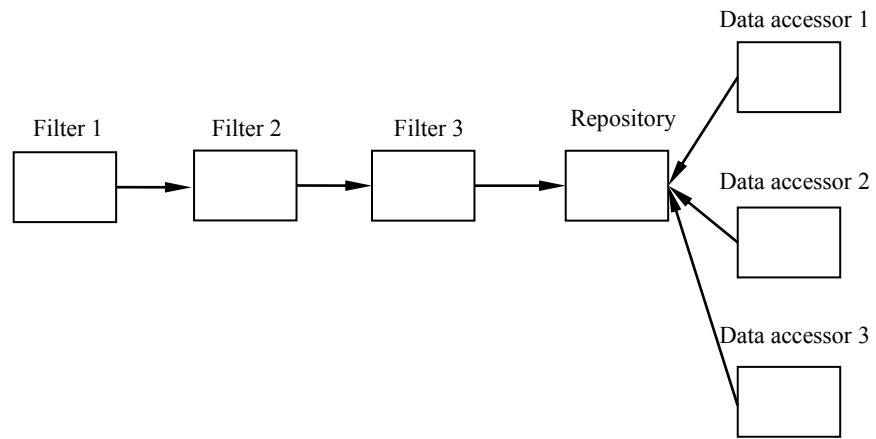 Data accessor 1
Filter 1
Filter 2
Filter 3
Repository
Data accessor 2
Data accessor 3